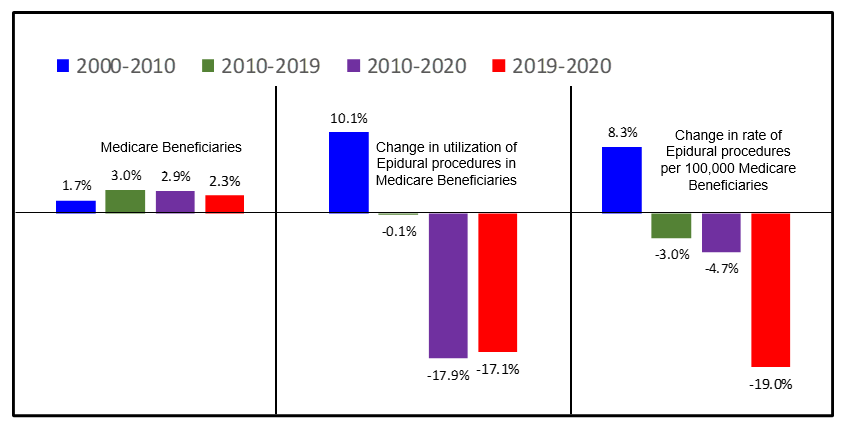 2000-2010 2010-2019 2010-2020 2019-2020
Medicare Beneficiaries
1.7%
3.0%
2.9%
2.3%
10.1%
Change in utilization of
Epidural procedures in
Medicare Beneficiaries
-0.1%
-17.9%
-17.1%
8.3%
Change in rate of
Epidural procedures
per 100,000 Medicare
Beneficiaries
-3.0%
-4.7%
-19.0%